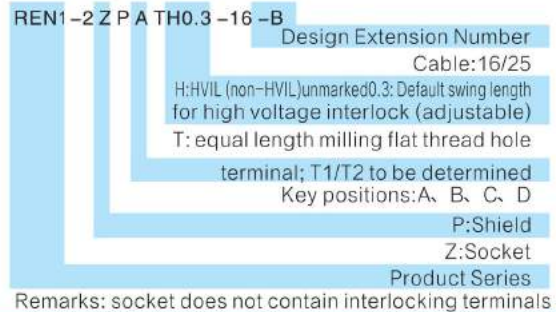 REN1-2 Z P A TH0.3 -16 -B
Design Extension Number
Cable:16/25
H:HVIL (non-HVIL)unmarked0.3: Default swing length
for high voltage interlock (adjustable)
T: equal length milling flat thread hole
terminal; T1/T2 to be determined
Key positions:A、B、C、D
P:Shield
Z:Socket
Product Series
Remarks: socket does not contain interlocking terminals